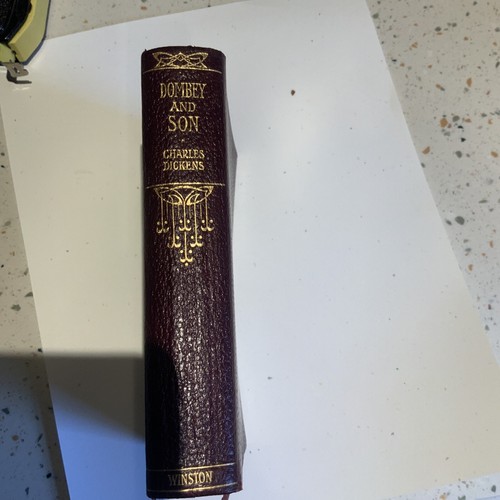 DOMBEY
AND
SON
CHARLES
DICKENS
WINSTON